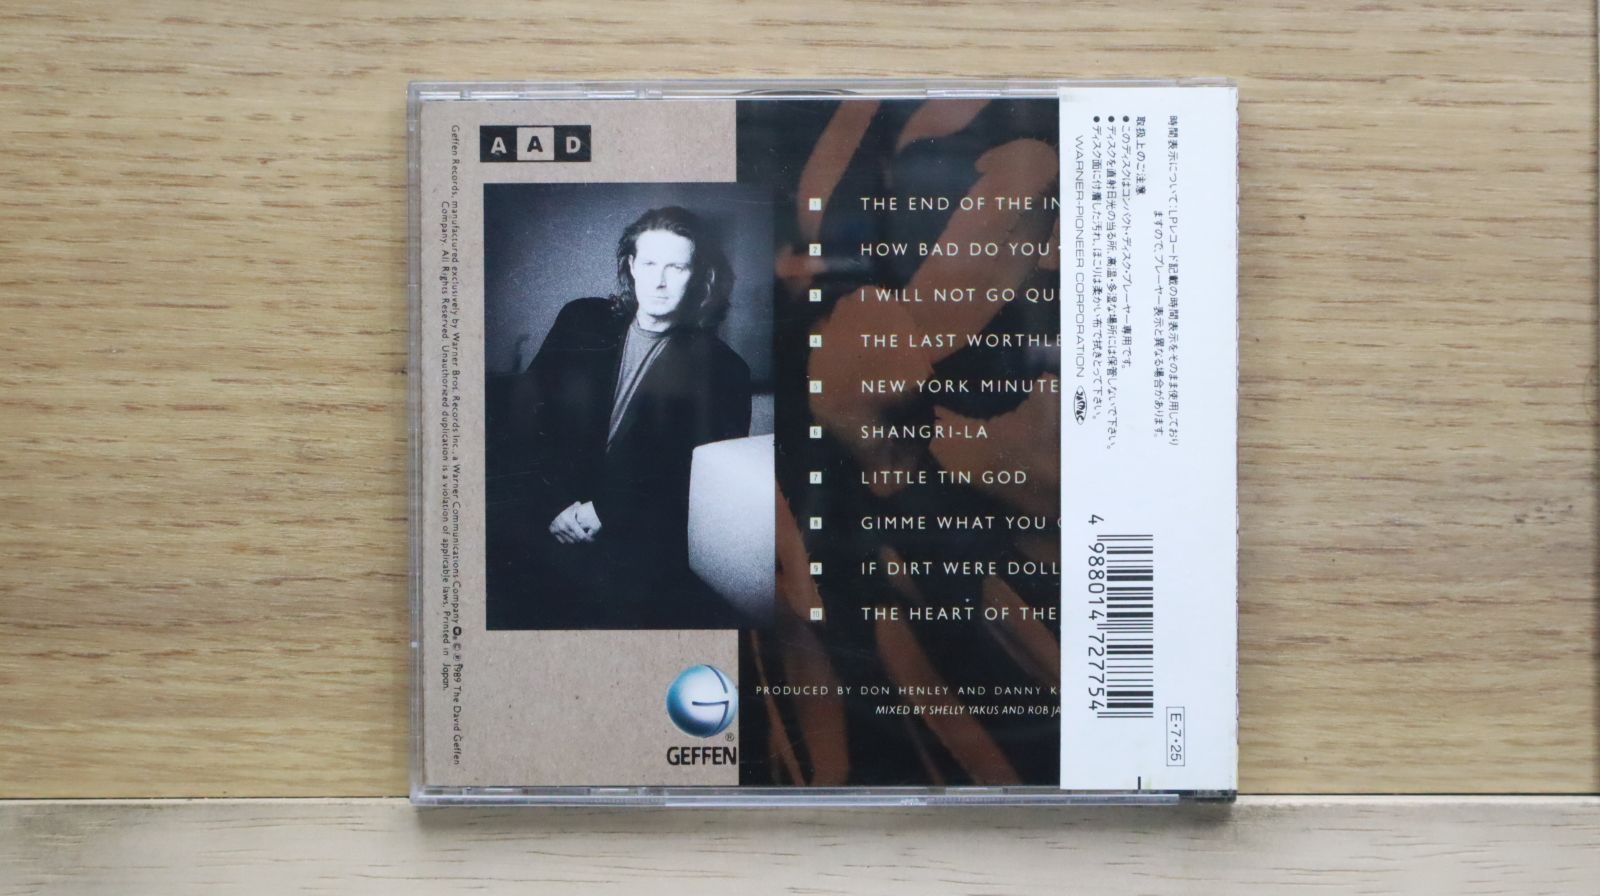 AAD
Geffen Records, manufactured exclusively by Warner Bros. Records Inc., a Warner Communications Company. © ℗ 1989 The David Geffen
Company. All Rights Reserved. Unauthorized duplication is a violation of applicable laws. Printed in Japan.
1 THE END OF THE IN
2 HOW BAD DO YOU
3 I WILL NOT GO QUI
4 THE LAST WORTHLE
5 NEW YORK MINUTE
6 SHANGRI-LA
7 LITTLE TIN GOD
8 GIMME WHAT YOU
9 IF DIRT WERE DOLL
10 THE HEART OF THE
PRODUCED BY DON HENLEY AND DANNY K
MIXED BY SHELLY YAKUS AND ROB JA
GEFFEN®
時間表示について:LPレコード記載の時間表示をそのまま使用しており
ますので、プレーヤー表示と異なる場合があります。
取扱上のご注意
●このディスクはコンパクト・ディスク・プレーヤー専用です。
●ディスクを直射日光の当る所、高温・多湿な場所には保管しないで下さい。
●ディスク面に付着した汚れ、ほこりは柔かい布で拭きとって下さい。
WARNER-PIONEER CORPORATION JASRAC
4 988014 727754
E・7・25